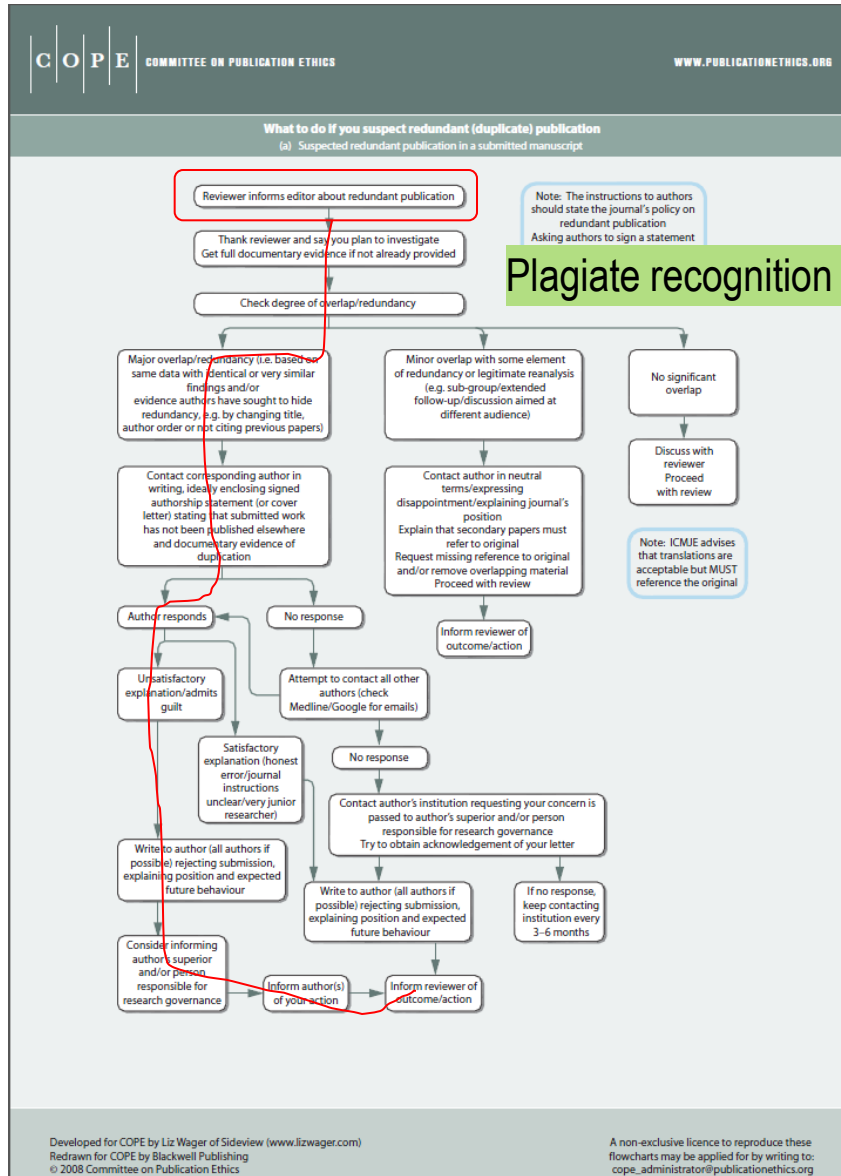 COPE COMMITTEE ON PUBLICATION ETHICS
WWW.PUBLICATIONETHICS.ORG
What to do if you suspect redundant (duplicate) publication
(a) Suspected redundant publication in a submitted manuscript
Reviewer informs editor about redundant publication
Note: The instructions to authors
should state the journal's policy on
redundant publication
Asking authors to sign a statement
Plagiate recognition
Thank reviewer and say you plan to investigate
Get full documentary evidence if not already provided
Check degree of overlap/redundancy
Major overlap/redundancy (i.e. based on
same data with identical or very similar
findings and/or
evidence authors have sought to hide
redundancy, e.g. by changing title,
author order or not citing previous papers)
Minor overlap with some element
of redundancy or legitimate reanalysis
(e.g. sub-group/extended
follow-up/discussion aimed at
different audience)
No significant
overlap
Discuss with
reviewer
Proceed
with review
Contact corresponding author in
writing, ideally enclosing signed
authorship statement (or cover
letter) stating that submitted work
has not been published elsewhere
and documentary evidence of
duplication
Contact author in neutral
terms/expressing
disappointment/explaining journal's
position
Explain that secondary papers must
refer to original
Request missing reference to original
and/or remove overlapping material
Proceed with review
Note: ICMJE advises
that translations are
acceptable but MUST
reference the original
Author responds
No response
Inform reviewer of
outcome/action
Unsatisfactory
explanation/admits
guilt
Attempt to contact all other
authors (check
Medline/Google for emails)
Satisfactory
explanation (honest
error/journal
instructions
unclear/very junior
researcher)
No response
Contact author's institution requesting your concern is
passed to author's superior and/or person
responsible for research governance
Try to obtain acknowledgement of your letter
Write to author (all authors if
possible) rejecting submission,
explaining position and expected
future behaviour
Write to author (all authors if
possible) rejecting submission,
explaining position and expected
future behaviour
If no response,
keep contacting
institution every
3–6 months
Consider informing
author's superior
and/or person
responsible for
research governance
Inform author(s)
of your action
Inform reviewer of
outcome/action
Developed for COPE by Liz Wager of Sideview (www.lizwager.com)
Redrawn for COPE by Blackwell Publishing
© 2008 Committee on Publication Ethics
A non-exclusive licence to reproduce these
flowcharts may be applied for by writing to:
cope_administrator@publicationethics.org